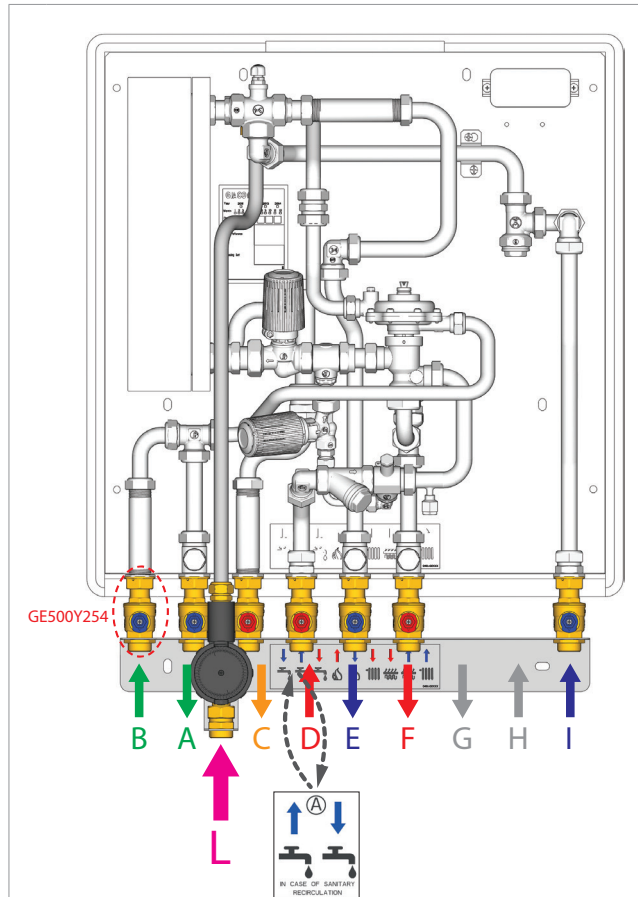 GE500Y254
B
A
C
D
E
F
G
H
I
L
A
IN CASE OF SANITARY
RECIRCULATION